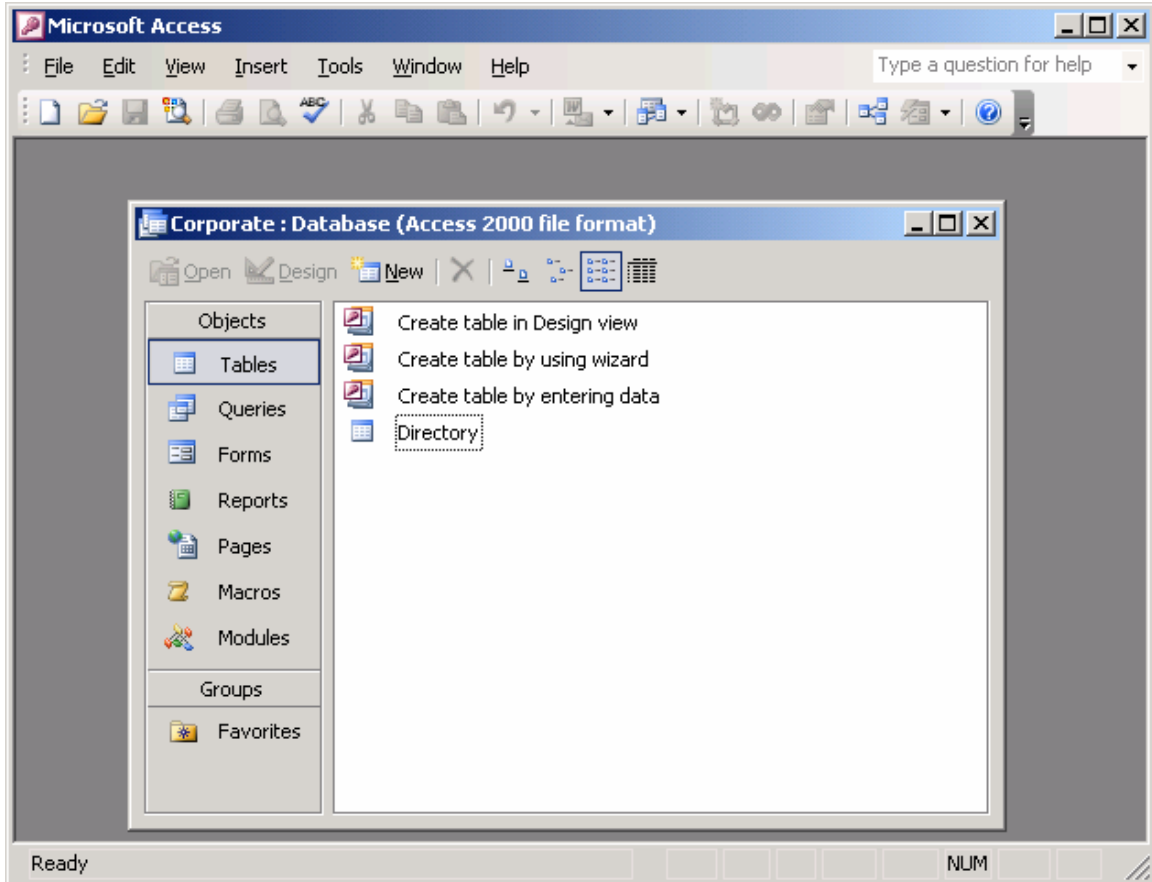 Microsoft Access
File Edit View Insert Tools Window Help Type a question for help
ABC W
Corporate : Database (Access 2000 file format)
Open Design New
Objects
Tables
Queries
Forms
Reports
Pages
Macros
Modules
Groups
Favorites
Create table in Design view
Create table by using wizard
Create table by entering data
Directory
Ready NUM